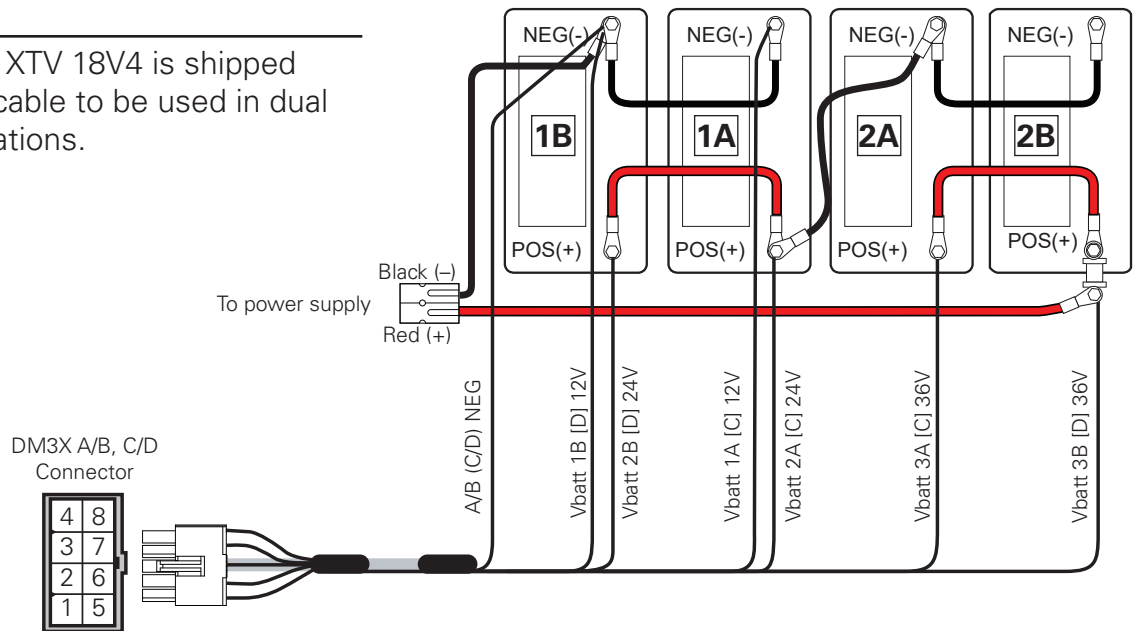 XTV 18V4 is shipped
cable to be used in dual
ations.
NEG(-)
NEG(-)
NEG(-)
NEG(-)
1B
1A
2A
2B
POS(+)
POS(+)
POS(+)
POS(+)
Black (–)
To power supply
Red (+)
A/B (C/D) NEG
Vbatt 1B [D] 12V
Vbatt 2B [D] 24V
Vbatt 1A [C] 12V
Vbatt 2A [C] 24V
Vbatt 3A [C] 36V
Vbatt 3B [D] 36V
DM3X A/B, C/D
Connector
4 8
3 7
2 6
1 5